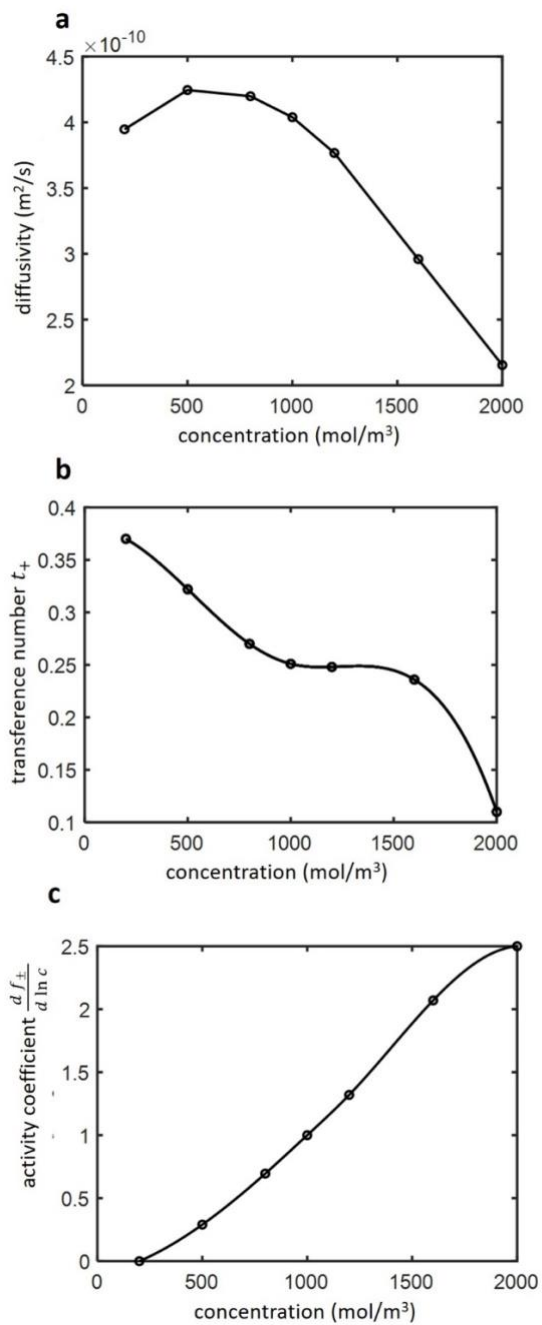 a
×10⁻¹⁰
4.5
4
3.5
3
2.5
2
diffusivity (m²/s)
0 500 1000 1500 2000
concentration (mol/m³)
b
0.4
0.35
0.3
0.25
0.2
0.15
0.1
transference number t₊
0 500 1000 1500 2000
concentration (mol/m³)
c
2.5
2
1.5
1
0.5
0
activity coefficient d f± / d ln c
0 500 1000 1500 2000
concentration (mol/m³)